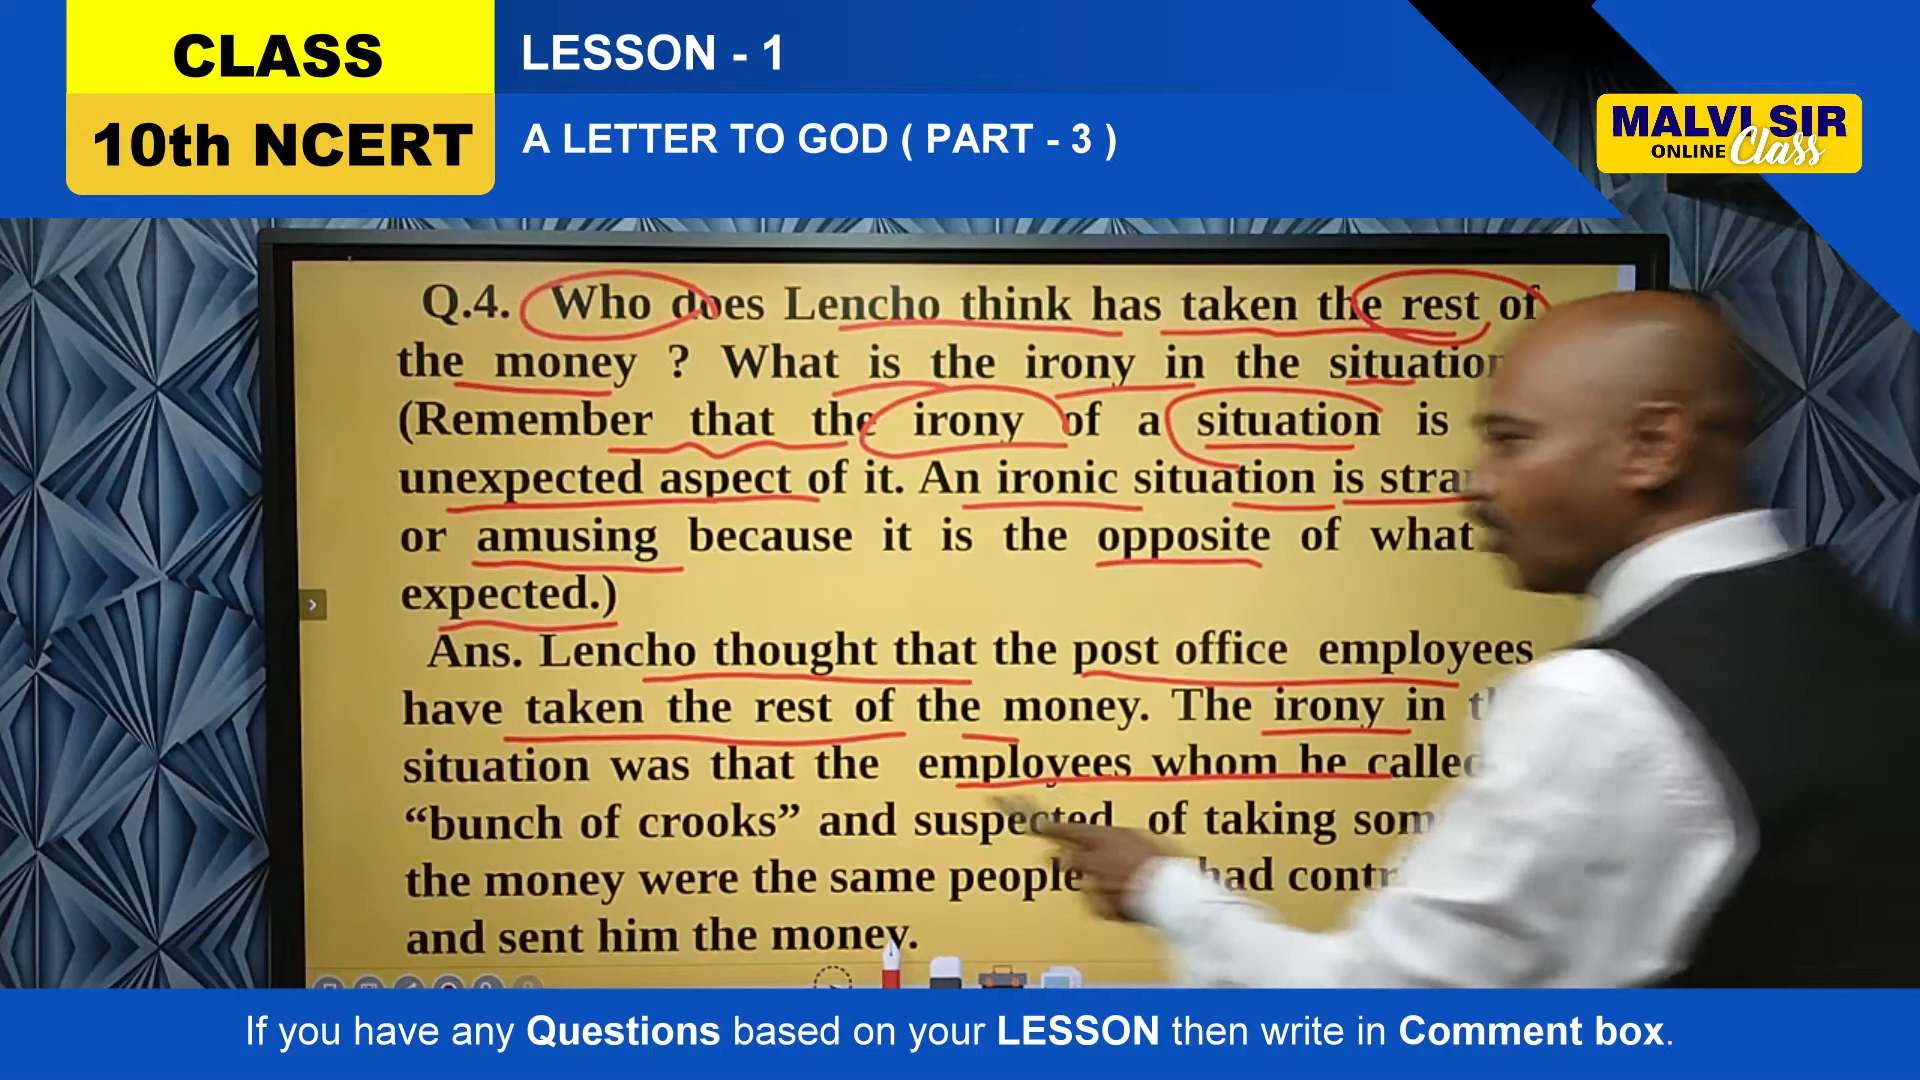 CLASS
10th NCERT
LESSON - 1
A LETTER TO GOD ( PART - 3 )
MALVI SIR
ONLINE Class
Q.4. Who does Lencho think has taken the rest of
the money ? What is the irony in the situation
(Remember that the irony of a situation is
unexpected aspect of it. An ironic situation is
or amusing because it is the opposite of what
expected.)
Ans. Lencho thought that the post office employees
have taken the rest of the money. The irony in
situation was that the employees whom he called
“bunch of crooks” and suspected of taking
the money were the same people had
and sent him the money.
If you have any Questions based on your LESSON then write in Comment box.